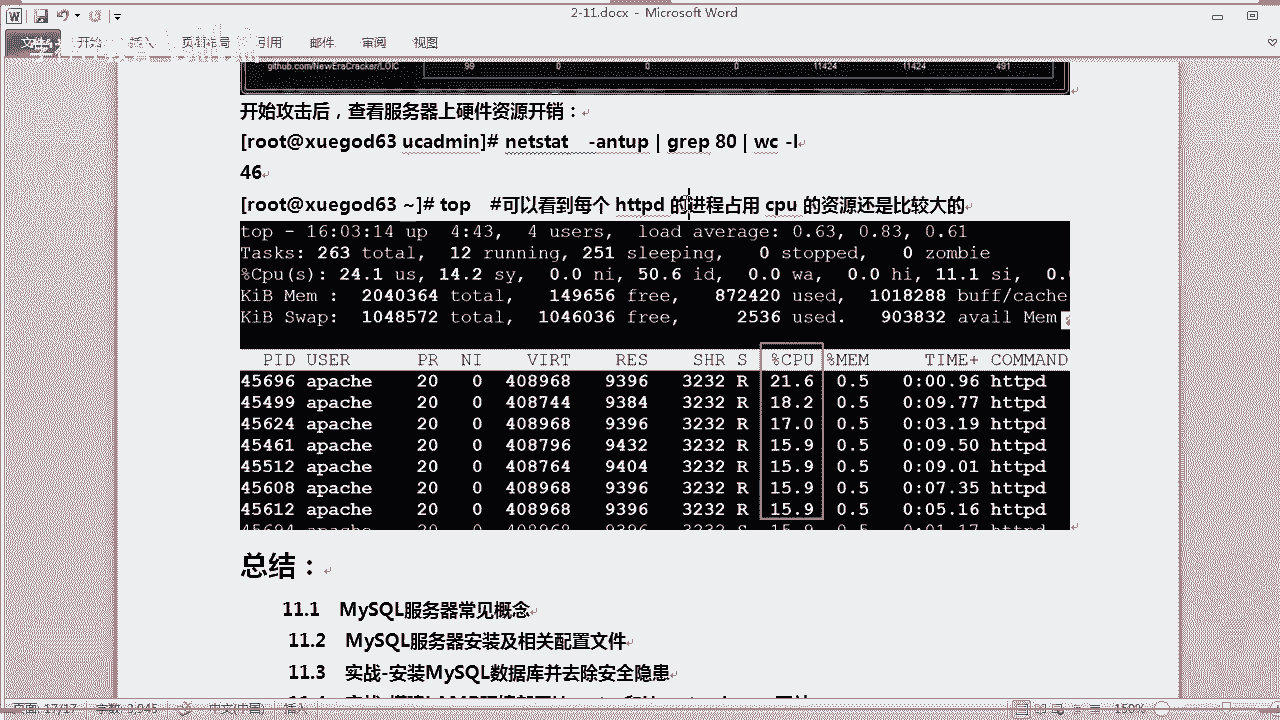 2-11.docx - Microsoft Word
开始 插入 页面布局 引用 邮件 审阅 视图
github.com/NewEraCracker/LOIC 99 0 0 0 11424 11424 491
开始攻击后，查看服务器上硬件资源开销：
[root@xuegod63 ucadmin]# netstat -antup | grep 80 | wc -l
46
[root@xuegod63 ~]# top #可以看到每个 httpd 的进程占用 cpu 的资源还是比较大的
top - 16:03:14 up 4:43, 4 users, load average: 0.63, 0.83, 0.61
Tasks: 263 total, 12 running, 251 sleeping, 0 stopped, 0 zombie
%Cpu(s): 24.1 us, 14.2 sy, 0.0 ni, 50.6 id, 0.0 wa, 0.0 hi, 11.1 si, 0.
KiB Mem : 2040364 total, 149656 free, 872420 used, 1018288 buff/cache
KiB Swap: 1048572 total, 1046036 free, 2536 used. 903832 avail Mem
PID USER PR NI VIRT RES SHR S %CPU %MEM TIME+ COMMAND
45696 apache 20 0 408968 9396 3232 R 21.6 0.5 0:00.96 httpd
45499 apache 20 0 408744 9384 3232 R 18.2 0.5 0:09.77 httpd
45624 apache 20 0 408968 9396 3232 R 17.0 0.5 0:03.19 httpd
45461 apache 20 0 408796 9432 3232 R 15.9 0.5 0:09.50 httpd
45512 apache 20 0 408764 9404 3232 R 15.9 0.5 0:09.01 httpd
45608 apache 20 0 408968 9396 3232 R 15.9 0.5 0:07.35 httpd
45612 apache 20 0 408968 9396 3232 R 15.9 0.5 0:05.16 httpd
45694 apache 20 0 408968 9396 3232 S 15.9 0.5 0:01.17 httpd
总结：
11.1 MySQL服务器常见概念
11.2 MySQL服务器安装及相关配置文件
11.3 实战-安装MySQL数据库并去除安全隐患
页面: 17/17 字数: 3,045 中文(中国) 插入 150%